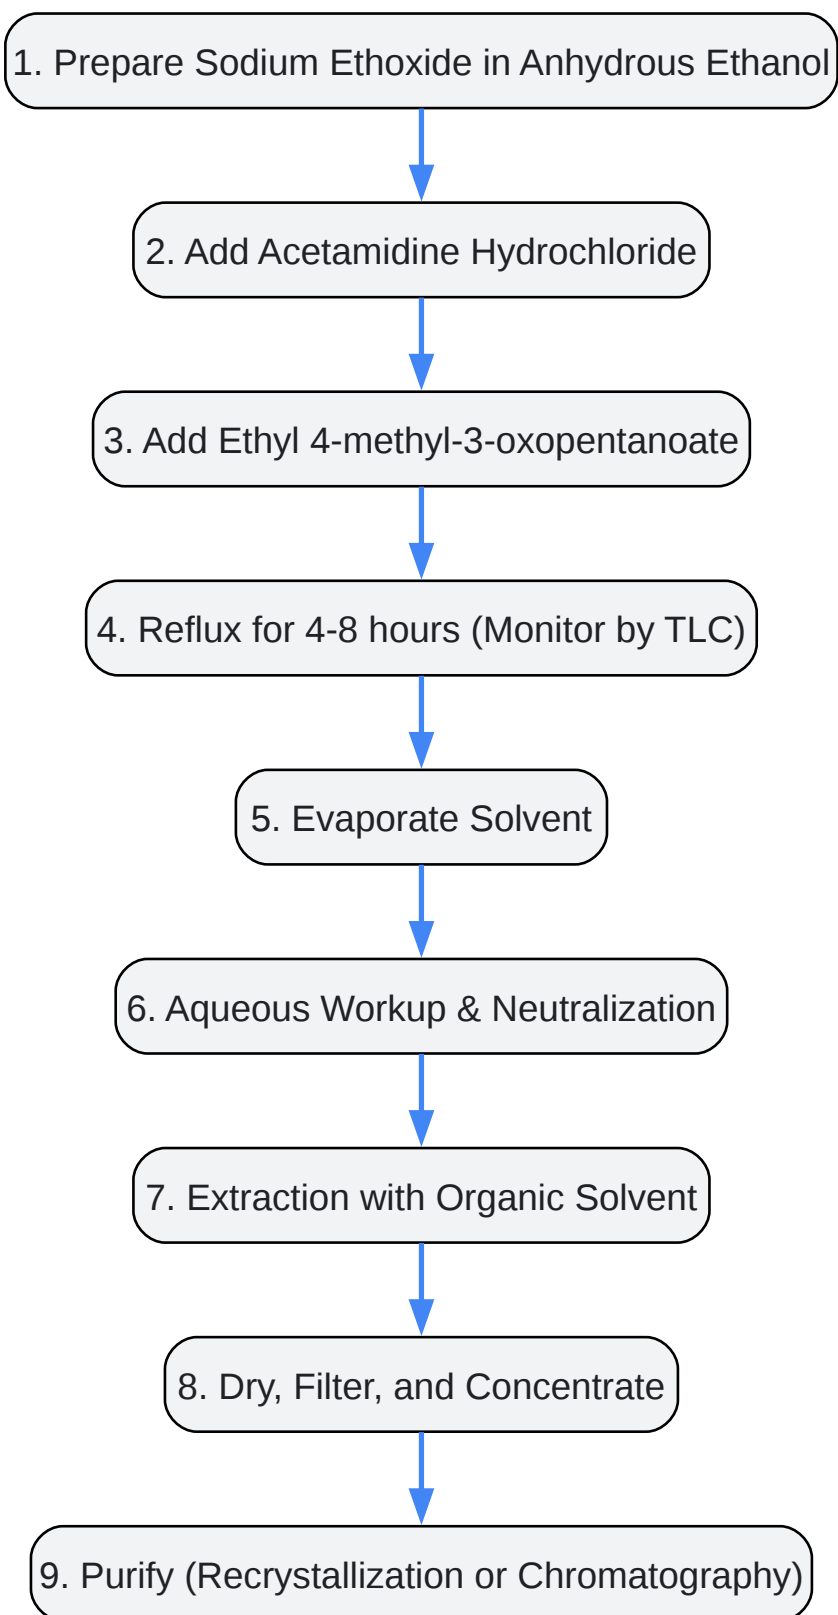 1. Prepare Sodium Ethoxide in Anhydrous Ethanol
2. Add Acetamidine Hydrochloride
3. Add Ethyl 4-methyl-3-oxopentanoate
4. Reflux for 4-8 hours (Monitor by TLC)
5. Evaporate Solvent
6. Aqueous Workup & Neutralization
7. Extraction with Organic Solvent
8. Dry, Filter, and Concentrate
9. Purify (Recrystallization or Chromatography)